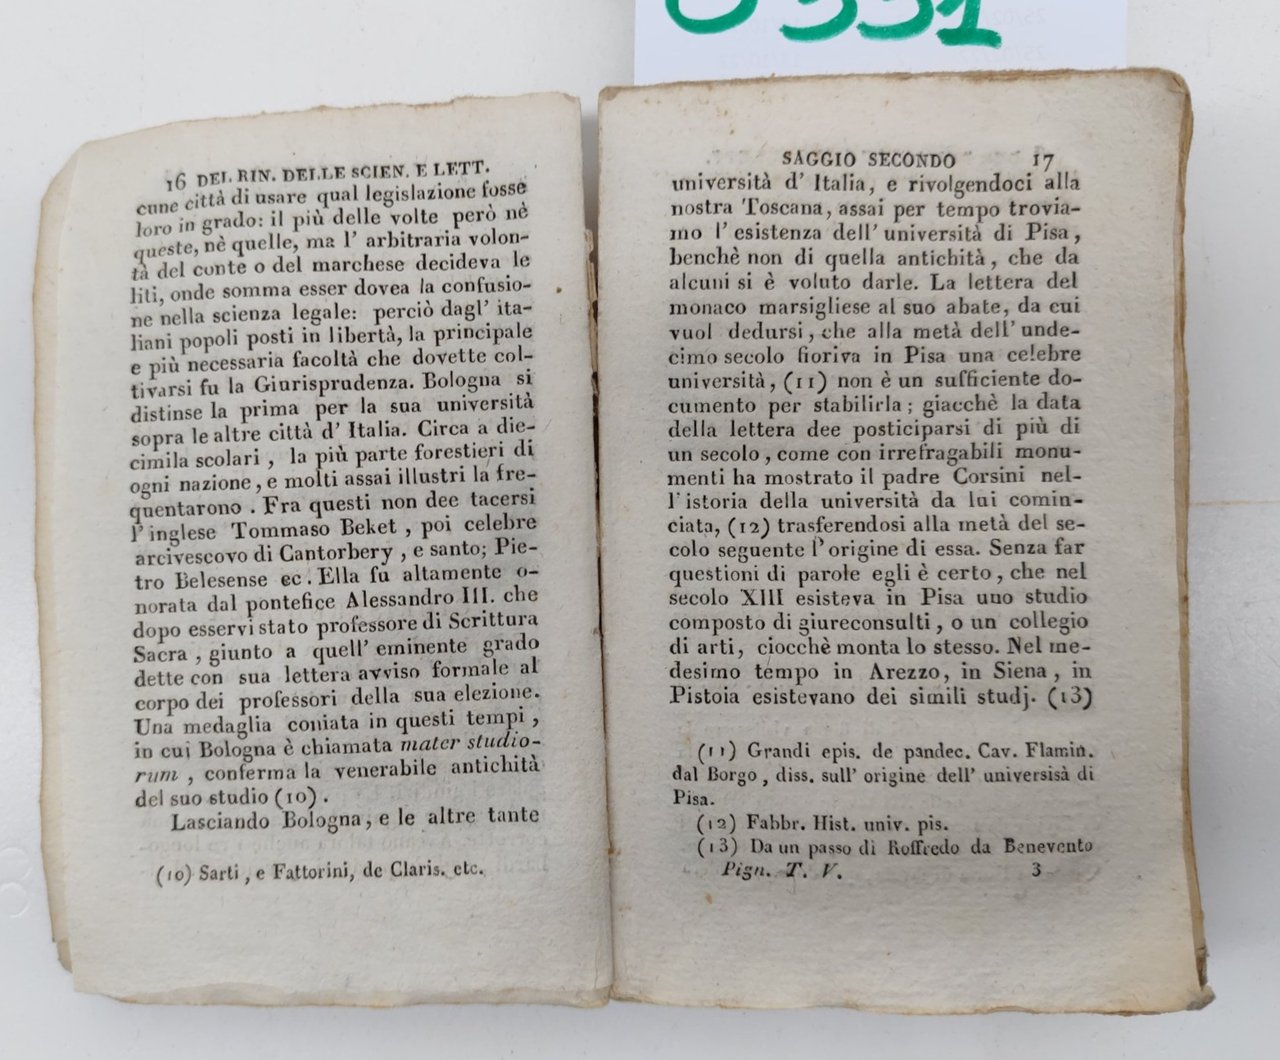 16 DEL RIN. DELLE SCIEN. E LETT.
cune città di usare qual legislazione fosse
loro in grado: il più delle volte però nè
queste, nè quelle, ma l' arbitraria volon-
tà del conte o del marchese decideva le
liti, onde somma esser dovea la confusio-
ne nella scienza legale: perciò dagl' ita-
liani popoli posti in libertà, la principale
e più necessaria facoltà che dovette col-
tivarsi fu la Giurisprudenza. Bologna si
distinse la prima per la sua università
sopra le altre città d' Italia. Circa a die-
cimila scolari , la più parte forestieri di
ogni nazione, e molti assai illustri la fre-
quentarono . Fra questi non dee tacersi
l'inglese Tommaso Beket , poi celebre
arcivescovo di Cantorbery , e santo; Pie-
tro Belesense ec. Ella fu altamente o-
norata dal pontefice Alessandro III. che
dopo esservi stato professore di Scrittura
Sacra , giunto a quell' eminente grado
dette con sua lettera avviso formale al
corpo dei professori della sua elezione.
Una medaglia coniata in questi tempi ,
in cui Bologna è chiamata mater studio-
rum , conferma la venerabile antichità
del suo studio (10) .
Lasciando Bologna, e le altre tante
(10) Sarti , e Fattorini, de Claris. etc.
0331
SAGGIO SECONDO 17
università d' Italia, e rivolgendoci alla
nostra Toscana, assai per tempo trovia-
mo l' esistenza dell' università di Pisa ,
benchè non di quella antichità , che da
alcuni si è voluto darle. La lettera del
monaco marsigliese al suo abate, da cui
vuol dedursi , che alla metà dell' unde-
cimo secolo fioriva in Pisa una celebre
università, (11) non è un sufficiente do-
cumento per stabilirla ; giacchè la data
della lettera dee posticiparsi di più di
un secolo , come con irrefragabili monu-
menti ha mostrato il padre Corsini nel-
l'istoria della università da lui comin-
ciata, (12) trasferendosi alla metà del se-
colo seguente l'origine di essa. Senza far
questioni di parole egli è certo , che nel
secolo XIII esisteva in Pisa uno studio
composto di giureconsulti , o un collegio
di arti, ciocchè monta lo stesso. Nel me-
desimo tempo in Arezzo, in Siena , in
Pistoia esistevano dei simili studj. (13)
(11) Grandi epis. de pandec. Cav. Flamin.
dal Borgo , diss. sull' origine dell' universisà di
Pisa.
(12) Fabbr. Hist. univ. pis.
(13) Da un passo di Roffredo da Benevento
Pign. T. V. 3